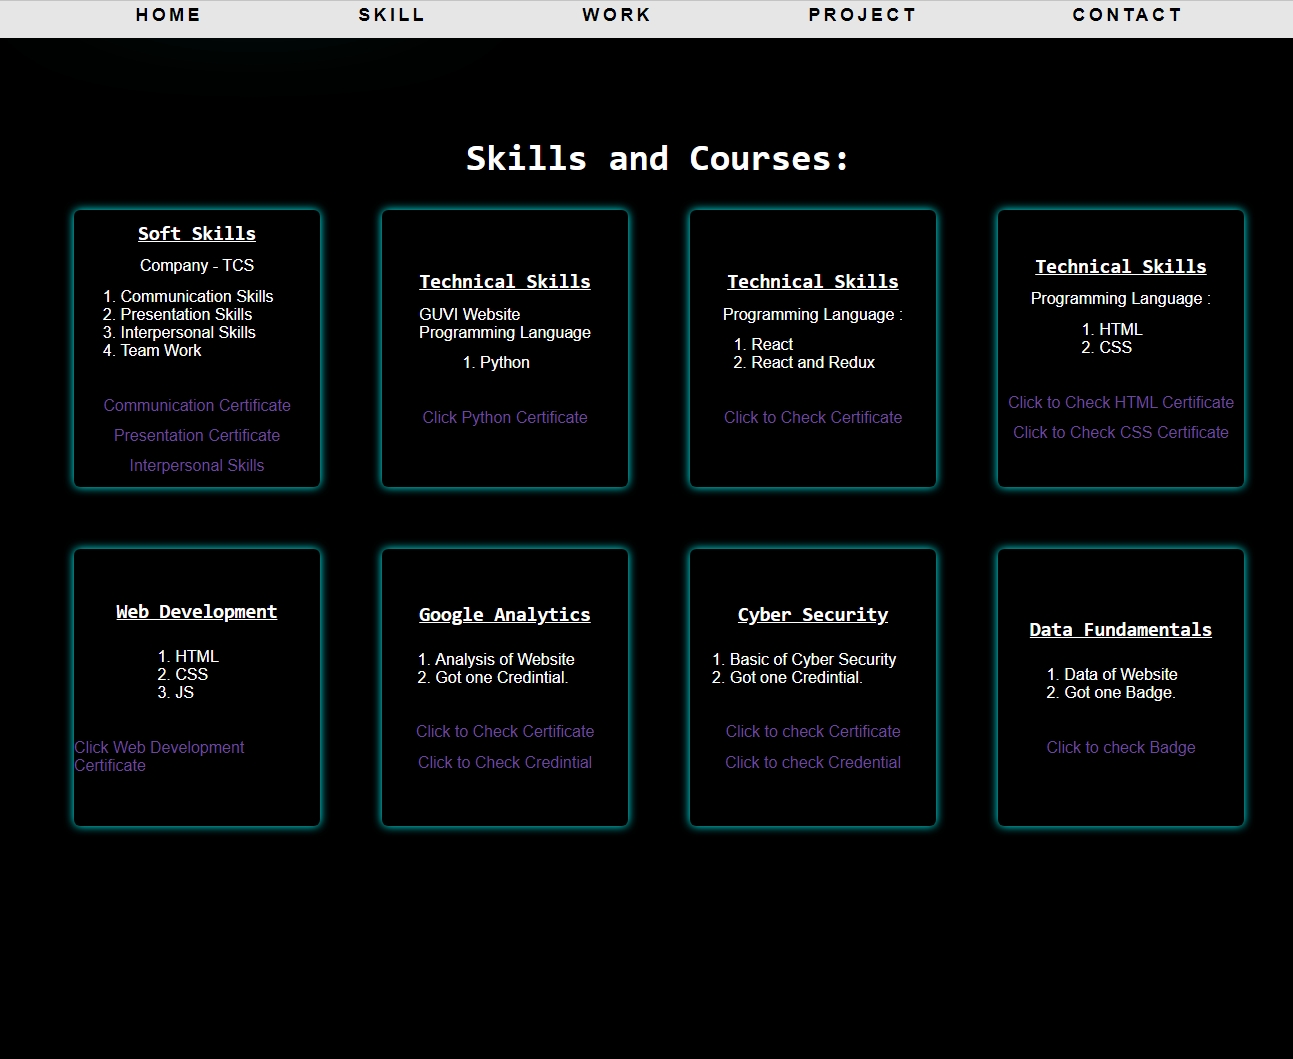 HOME SKILL WORK PROJECT CONTACT
Skills and Courses:
Soft Skills
Company - TCS
1. Communication Skills
2. Presentation Skills
3. Interpersonal Skills
4. Team Work
Communication Certificate
Presentation Certificate
Interpersonal Skills
Technical Skills
GUVI Website
Programming Language
1. Python
Click Python Certificate
Technical Skills
Programming Language :
1. React
2. React and Redux
Click to Check Certificate
Technical Skills
Programming Language :
1. HTML
2. CSS
Click to Check HTML Certificate
Click to Check CSS Certificate
Web Development
1. HTML
2. CSS
3. JS
Click Web Development
Certificate
Google Analytics
1. Analysis of Website
2. Got one Credintial.
Click to Check Certificate
Click to Check Credintial
Cyber Security
1. Basic of Cyber Security
2. Got one Credintial.
Click to check Certificate
Click to check Credential
Data Fundamentals
1. Data of Website
2. Got one Badge.
Click to check Badge